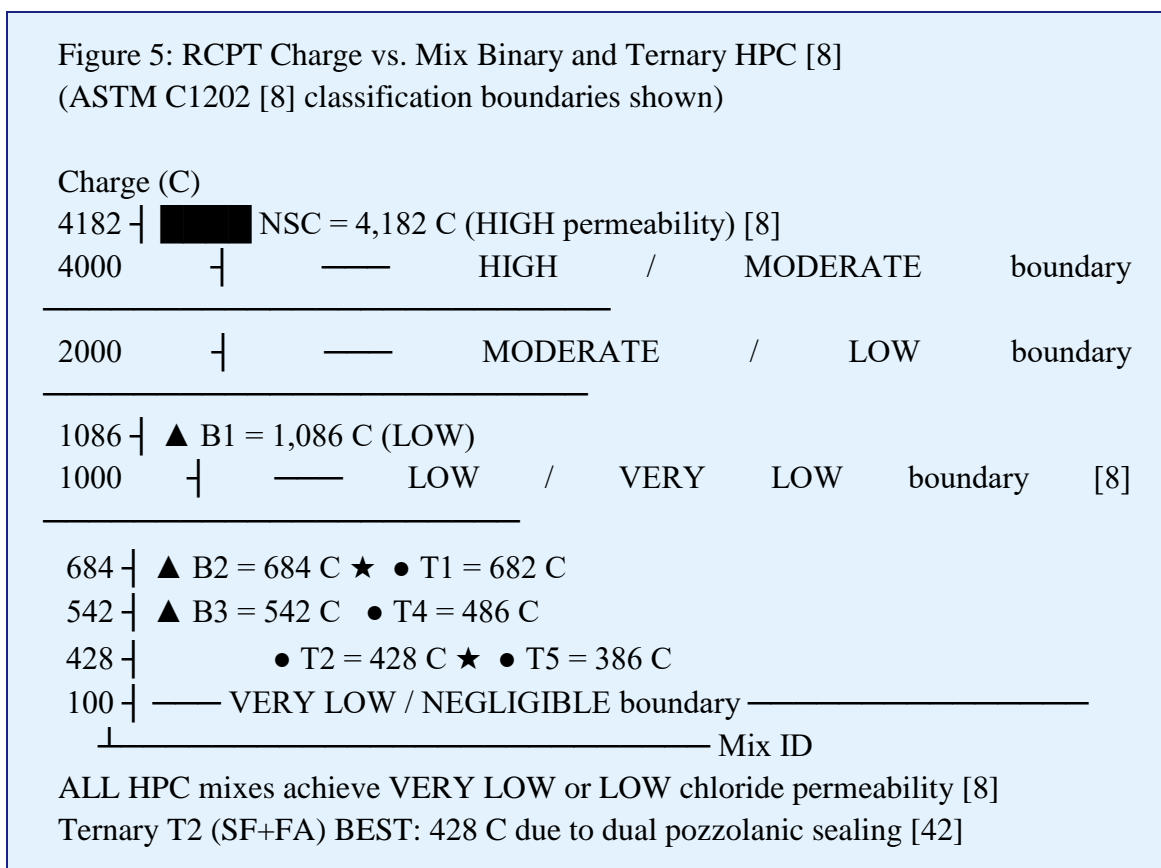 Figure 5: RCPT Charge vs. Mix Binary and Ternary HPC [8]
(ASTM C1202 [8] classification boundaries shown)
Charge (C)
4182 ┤ ████ NSC = 4,182 C (HIGH permeability) [8]
4000 ┤ ─── HIGH / MODERATE boundary
─────────────────────────
2000 ┤ ─── MODERATE / LOW boundary
────────────────────────
1086 ┤ ▲ B1 = 1,086 C (LOW)
1000 ┤ ─── LOW / VERY LOW boundary [8]
─────────────────────
684 ┤ ▲ B2 = 684 C ★ ● T1 = 682 C
542 ┤ ▲ B3 = 542 C ● T4 = 486 C
428 ┤ ● T2 = 428 C ★ ● T5 = 386 C
100 ┤ ─── VERY LOW / NEGLIGIBLE boundary ───────────────
┴────────────────────────── Mix ID
ALL HPC mixes achieve VERY LOW or LOW chloride permeability [8]
Ternary T2 (SF+FA) BEST: 428 C due to dual pozzolanic sealing [42]